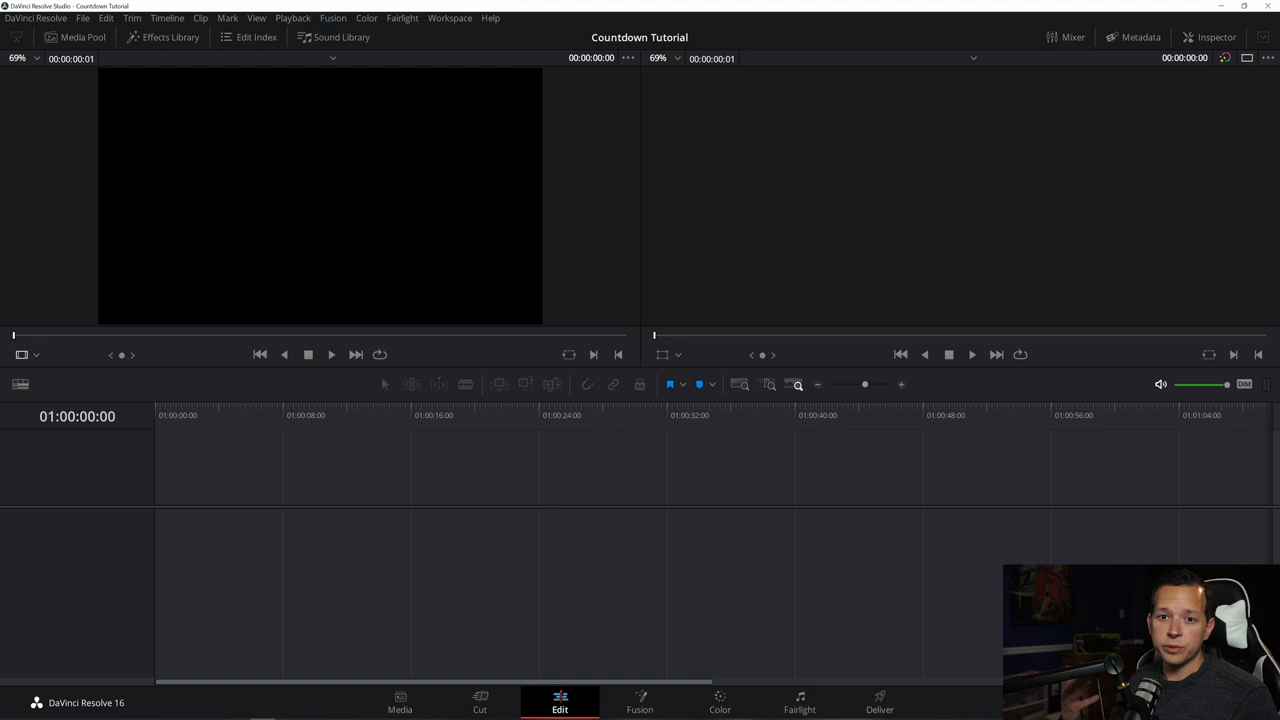 DaVinci Resolve Studio - Countdown Tutorial
DaVinci Resolve File Edit Trim Timeline Clip Mark View Playback Fusion Color Fairlight Workspace Help
Media Pool Effects Library Edit Index Sound Library Countdown Tutorial Mixer Metadata Inspector
69% 00:00:00:01 00:00:00:00 69% 00:00:00:01 00:00:00:00
DIM
01:00:00:00 01:00:00:00 01:00:08:00 01:00:16:00 01:00:24:00 01:00:32:00 01:00:40:00 01:00:48:00 01:00:56:00 01:01:04:00
DaVinci Resolve 16 Media Cut Edit Fusion Color Fairlight Deliver